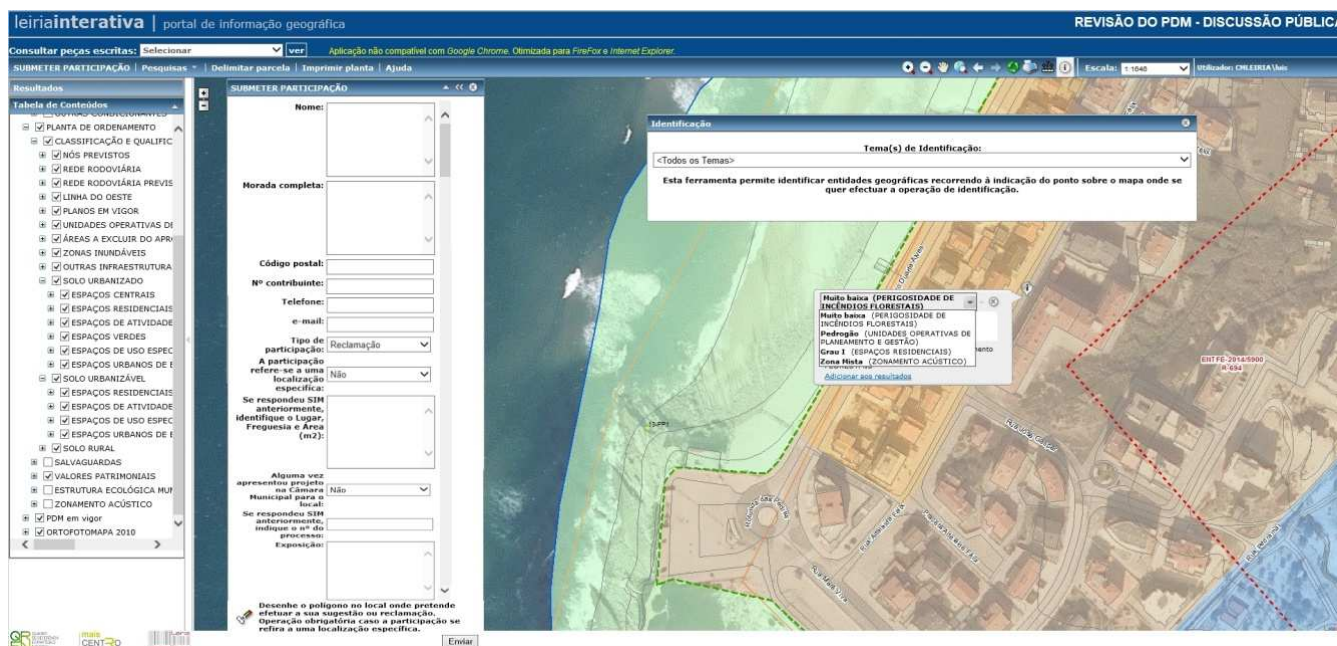 leiriainterativa | portal de informação geográfica
REVISÃO DO PDM - DISCUSSÃO PÚBLICA
Consultar peças escritas: Selecionar ver Aplicação não compatível com Google Chrome. Otimizada para FireFox e Internet Explorer.
SUBMETER PARTICIPAÇÃO | Pesquisas | Delimitar parcela | Imprimir planta | Ajuda
Escala: 1:1848 Utilizador: CMLEIRIA\luis
Resultados
Tabela de Conteúdos
OUTRAS CONDICIONANTES
PLANTA DE ORDENAMENTO
CLASSIFICAÇÃO E QUALIFIC
NÓS PREVISTOS
REDE RODOVIÁRIA
REDE RODOVIÁRIA PREVIS
LINHA DO OESTE
PLANOS EM VIGOR
UNIDADES OPERATIVAS DE
ÁREAS A EXCLUIR DO APR
ZONAS INUNDÁVEIS
OUTRAS INFRAESTRUTURA
SOLO URBANIZADO
ESPAÇOS CENTRAIS
ESPAÇOS RESIDENCIAIS
ESPAÇOS DE ATIVIDADE
ESPAÇOS VERDES
ESPAÇOS DE USO ESPEC
ESPAÇOS URBANOS DE E
SOLO URBANIZÁVEL
ESPAÇOS RESIDENCIAIS
ESPAÇOS DE ATIVIDADE
ESPAÇOS DE USO ESPEC
ESPAÇOS URBANOS DE E
SOLO RURAL
SALVAGUARDAS
VALORES PATRIMONIAIS
ESTRUTURA ECOLÓGICA MUN
ZONAMENTO ACÚSTICO
PDM em vigor
ORTOFOTOMAPA 2010
SUBMETER PARTICIPAÇÃO
Nome:
Morada completa:
Código postal:
Nº contribuinte:
Telefone:
e-mail:
Tipo de
participação: Reclamação
A participação
refere-se a uma
localização
específica: Não
Se respondeu SIM
anteriormente,
identifique o Lugar,
Freguesia e Área
(m2):
Alguma vez
apresentou projeto
na Câmara
Municipal para o
local: Não
Se respondeu SIM
anteriormente,
indique o nº do
processo:
Exposição:
Desenhe o polígono no local onde pretende
efetuar a sua sugestão ou reclamação.
Operação obrigatória caso a participação se
refira a uma localização específica.
Enviar
Identificação
Tema(s) de Identificação:
<Todos os Temas>
Esta ferramenta permite identificar entidades geográficas recorrendo à indicação do ponto sobre o mapa onde se
quer efectuar a operação de identificação.
Muito baixa (PERIGOSIDADE DE
INCÊNDIOS FLORESTAIS)
Muito baixa (PERIGOSIDADE DE
INCÊNDIOS FLORESTAIS)
Pedrogão (UNIDADES OPERATIVAS DE
PLANEAMENTO E GESTÃO)
Grau I (ESPAÇOS RESIDENCIAIS)
Zona Mista (ZONAMENTO ACÚSTICO)
Adicionar aos resultados
R-694
mais
CENTRO